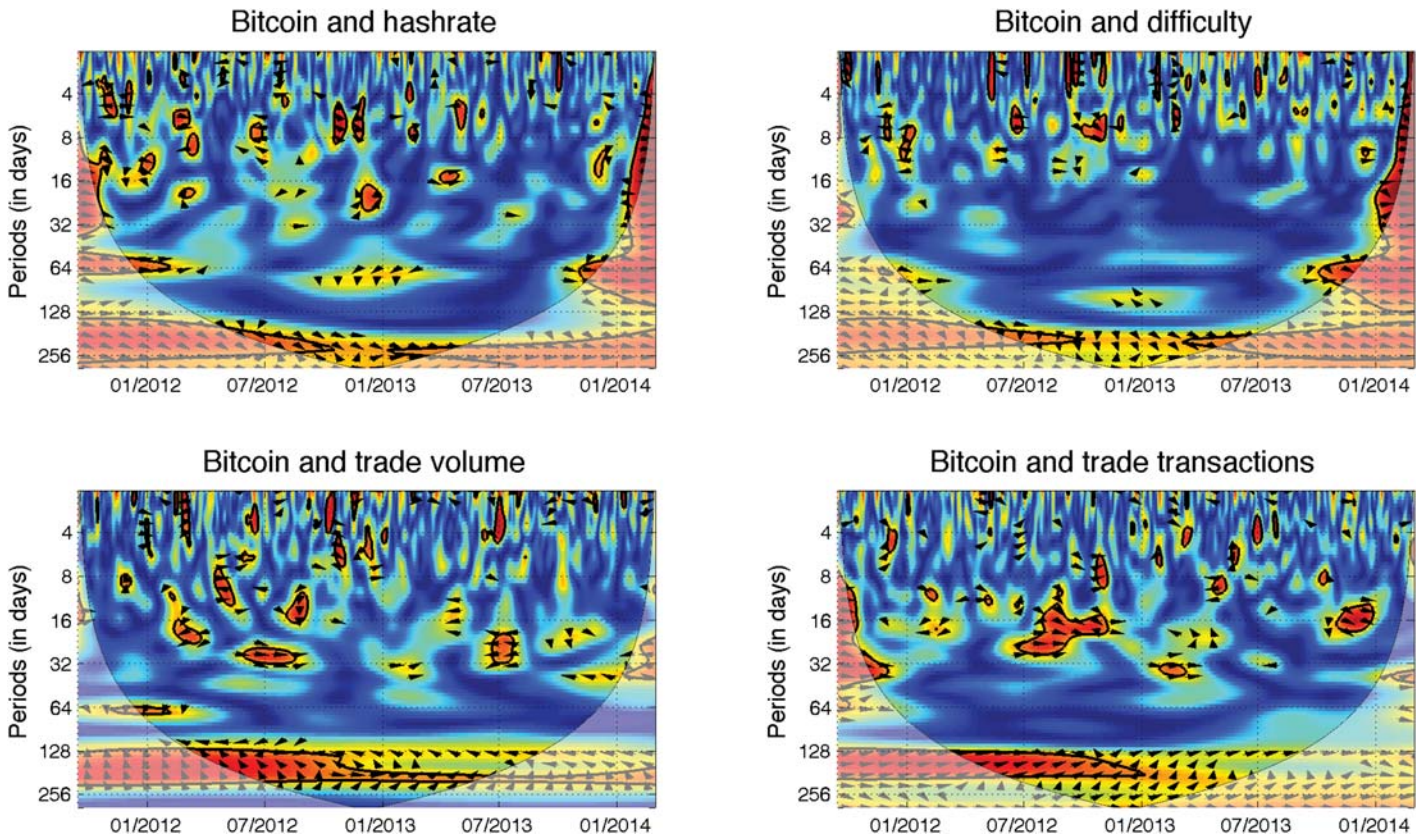 Bitcoin and hashrate
Periods (in days)
4
8
16
32
64
128
256
01/2012 07/2012 01/2013 07/2013 01/2014
Bitcoin and difficulty
Periods (in days)
4
8
16
32
64
128
256
01/2012 07/2012 01/2013 07/2013 01/2014
Bitcoin and trade volume
Periods (in days)
4
8
16
32
64
128
256
01/2012 07/2012 01/2013 07/2013 01/2014
Bitcoin and trade transactions
Periods (in days)
4
8
16
32
64
128
256
01/2012 07/2012 01/2013 07/2013 01/2014